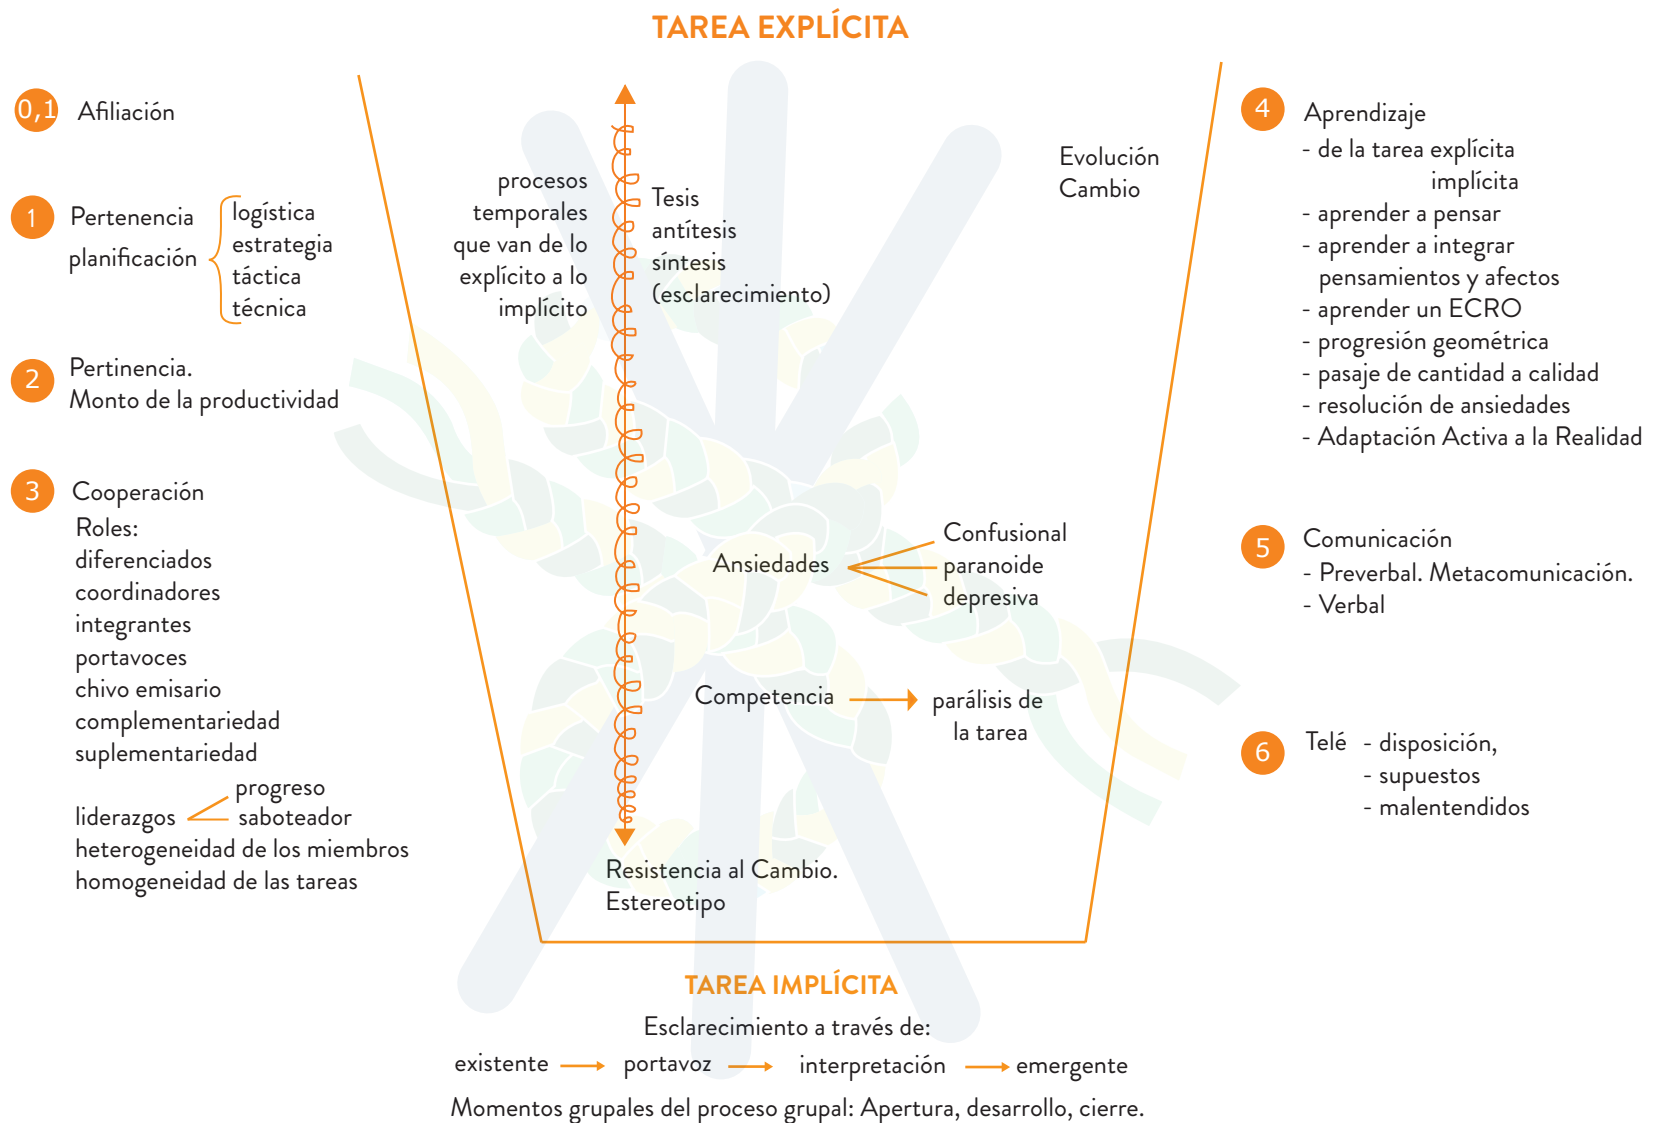 TAREA EXPLÍCITA
0,1 Afiliación
1 Pertenencia
planificación
logística
estrategia
táctica
técnica
2 Pertinencia.
Monto de la productividad
3 Cooperación
Roles:
diferenciados
coordinadores
integrantes
portavoces
chivo emisario
complementariedad
suplementariedad
liderazgos
progreso
saboteador
heterogeneidad de los miembros
homogeneidad de las tareas
procesos
temporales
que van de lo
explícito a lo
implícito
Tesis
antítesis
síntesis
(esclarecimiento)
Evolución
Cambio
Ansiedades
Confusional
paranoide
depresiva
Competencia
parálisis de
la tarea
Resistencia al Cambio.
Estereotipo
4 Aprendizaje
- de la tarea explícita
implícita
- aprender a pensar
- aprender a integrar
pensamientos y afectos
- aprender un ECRO
- progresión geométrica
- pasaje de cantidad a calidad
- resolución de ansiedades
- Adaptación Activa a la Realidad
5 Comunicación
- Preverbal. Metacomunicación.
- Verbal
6 Telé - disposición,
- supuestos
- malentendidos
TAREA IMPLÍCITA
Esclarecimiento a través de:
existente portavoz interpretación emergente
Momentos grupales del proceso grupal: Apertura, desarrollo, cierre.